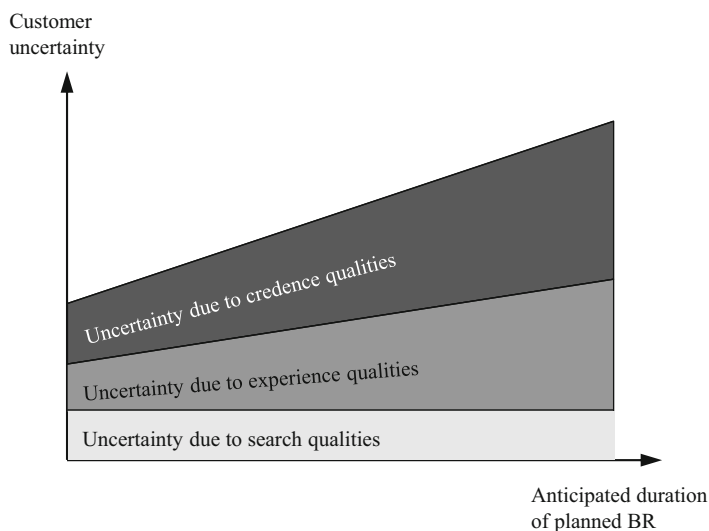 Customer
uncertainty
Uncertainty due to credence qualities
Uncertainty due to experience qualities
Uncertainty due to search qualities
Anticipated duration
of planned BR